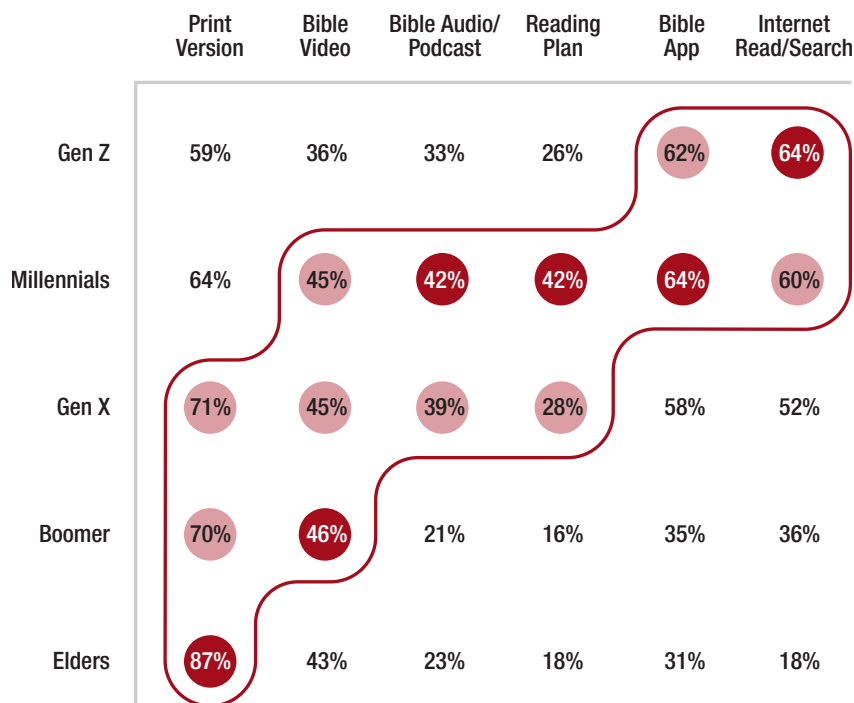 Print Version
Bible Video
Bible Audio/ Podcast
Reading Plan
Bible App
Internet Read/Search
Gen Z 59% 36% 33% 26% 62% 64%
Millennials 64% 45% 42% 42% 64% 60%
Gen X 71% 45% 39% 28% 58% 52%
Boomer 70% 46% 21% 16% 35% 36%
Elders 87% 43% 23% 18% 31% 18%